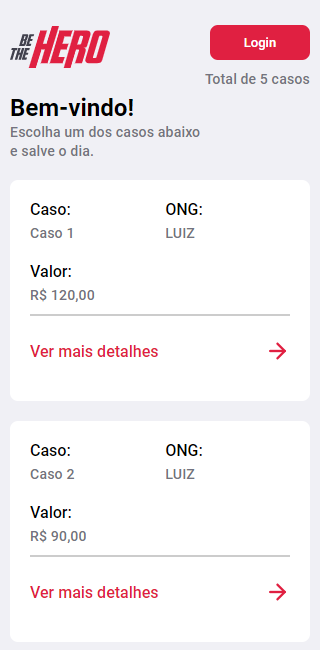 BE
THE HERO
Login
Total de 5 casos
Bem-vindo!
Escolha um dos casos abaixo
e salve o dia.
Caso: ONG:
Caso 1 LUIZ
Valor:
R$ 120,00
Ver mais detalhes
Caso: ONG:
Caso 2 LUIZ
Valor:
R$ 90,00
Ver mais detalhes